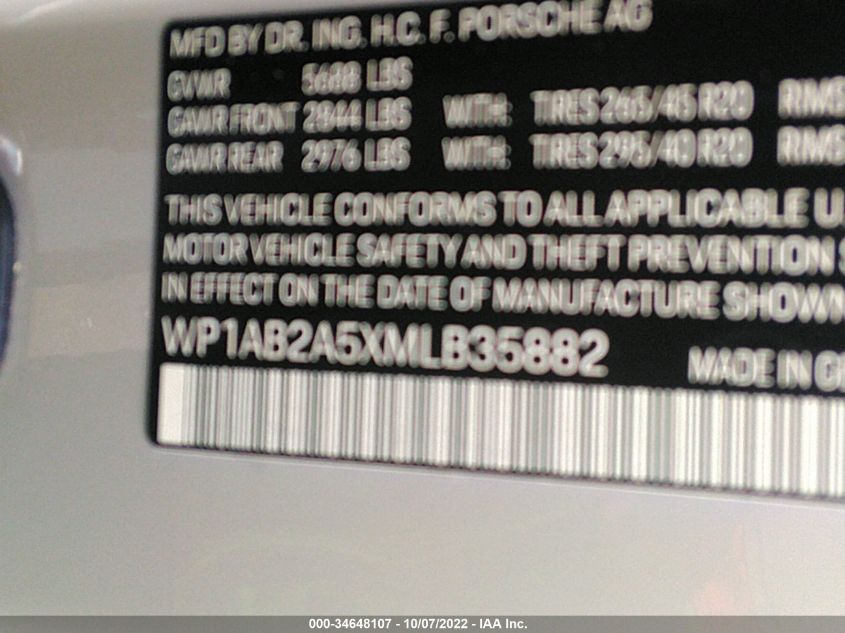 MFD BY DR. ING. H.C. F. PORSCHE AG
GVWR 5688 LBS
GAWR FRONT 2844 LBS WITH: TIRES 265/45 R20 RIMS
GAWR REAR 2976 LBS WITH: TIRES 295/40 R20 RIMS
THIS VEHICLE CONFORMS TO ALL APPLICABLE U.
MOTOR VEHICLE SAFETY AND THEFT PREVENTION S
IN EFFECT ON THE DATE OF MANUFACTURE SHOWN
WP1AB2A5XMLB35882 MADE IN GE
000-34648107 - 10/07/2022 - IAA Inc.